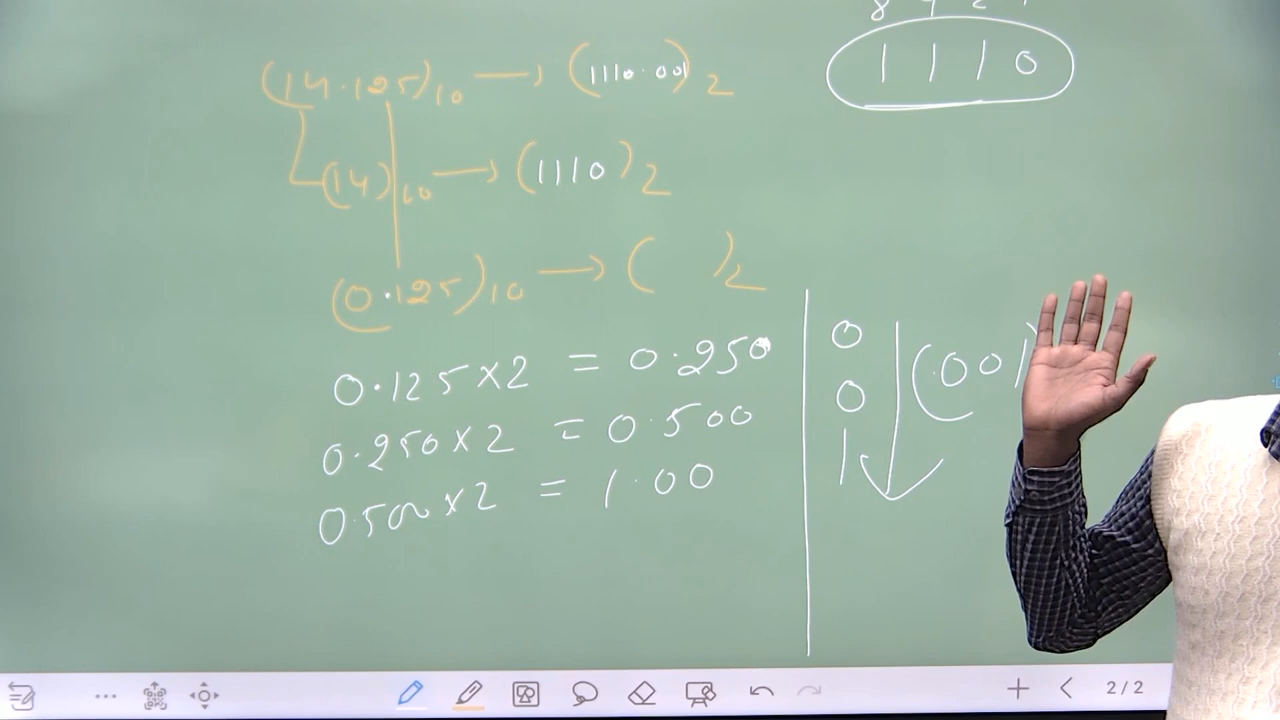 8 4 2 1
(14.125)10 → (1110.001)2
1 1 1 0
(14)10 → (1110)2
(0.125)10 → ( )2
0.125×2 = 0.250
0
0.250×2 = 0.500
0
(.001)
0.500×2 = 1.00
1
2/2